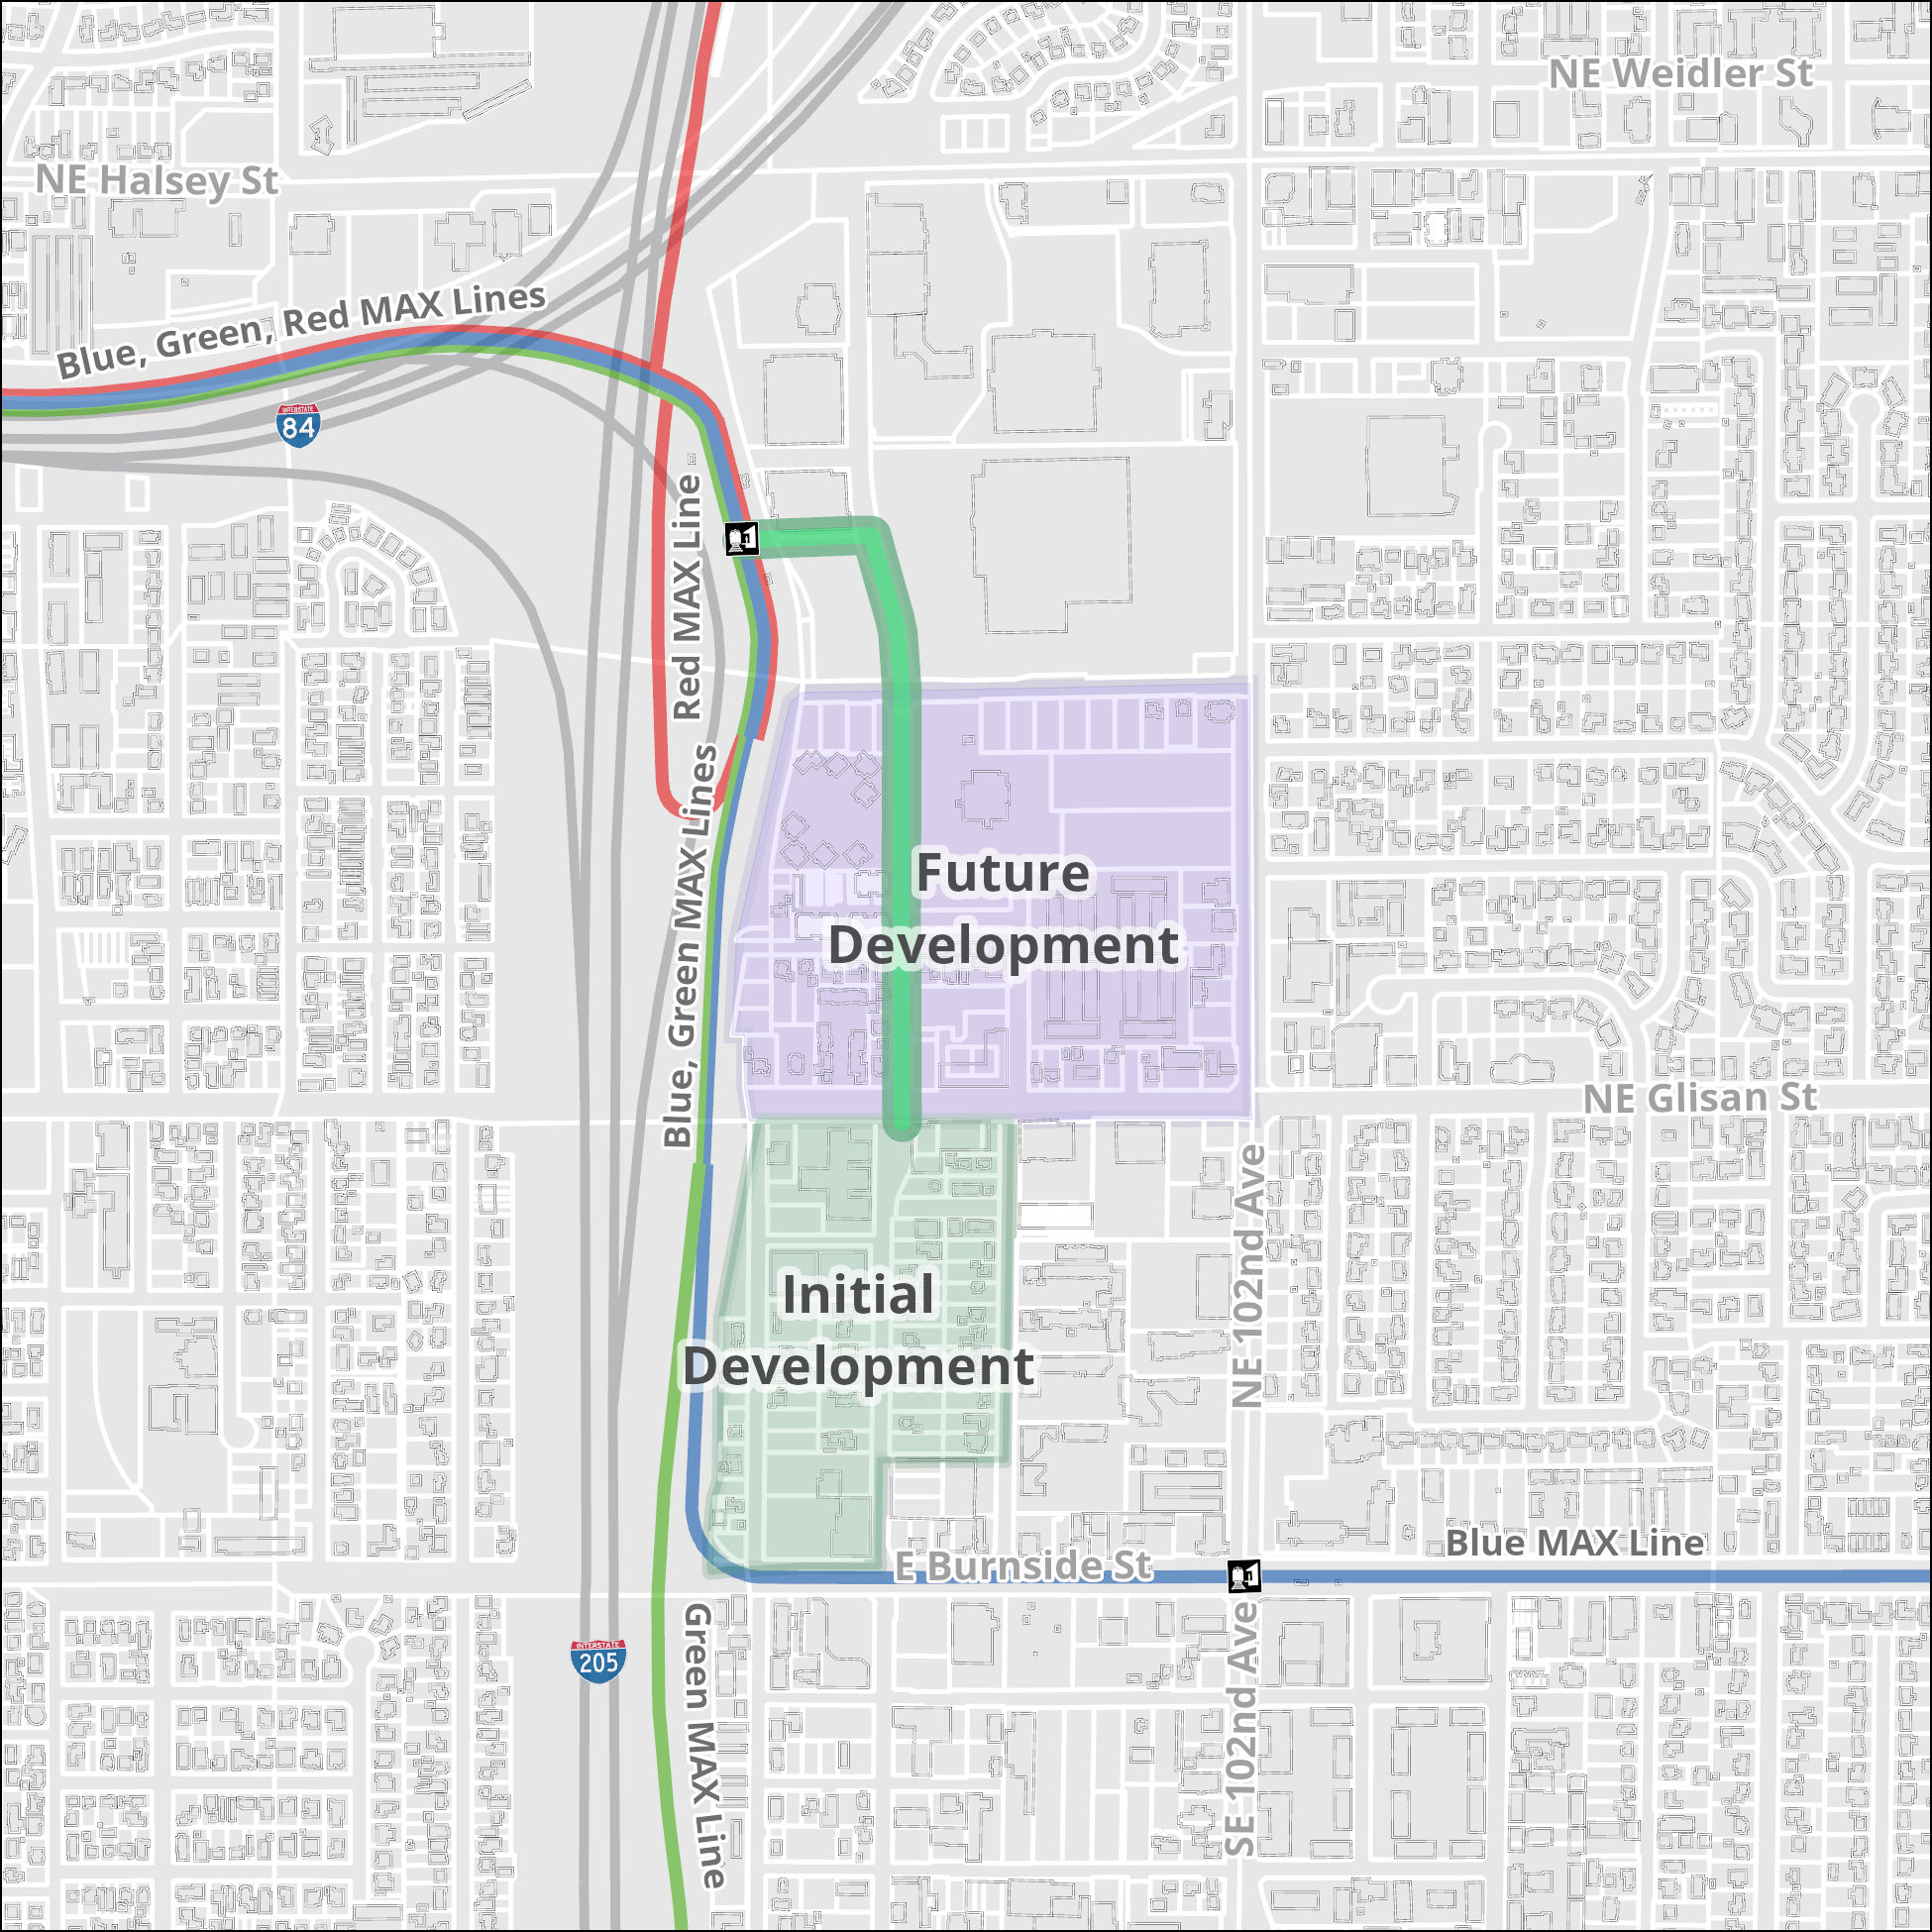 NE Weidler St
NE Halsey St
Blue, Green, Red MAX Lines
INTERSTATE
84
Red MAX Line
Blue, Green MAX Lines
Future
Development
NE Glisan St
NE 102nd Ave
Initial
Development
Blue MAX Line
E Burnside St
INTERSTATE
205
Green MAX Line
SE 102nd Ave